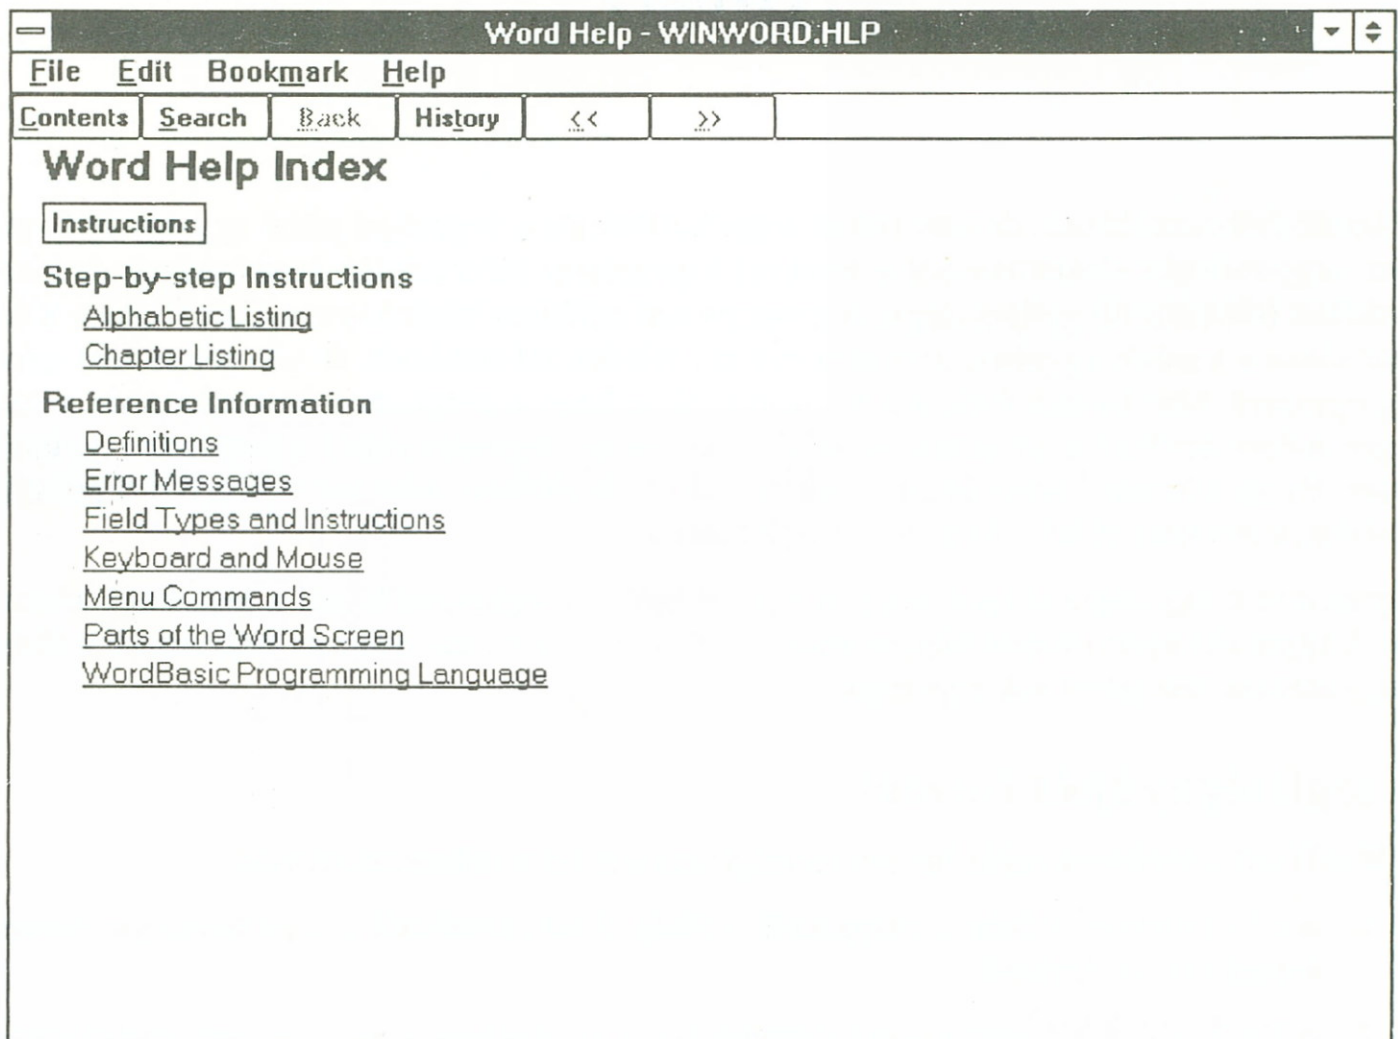 Word Help - WINWORD.HLP
File Edit Bookmark Help
Contents Search Back History << >>
Word Help Index
Instructions
Step-by-step Instructions
Alphabetic Listing
Chapter Listing
Reference Information
Definitions
Error Messages
Field Types and Instructions
Keyboard and Mouse
Menu Commands
Parts of the Word Screen
WordBasic Programming Language